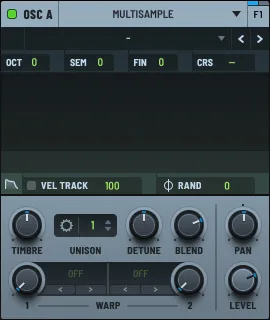 OSC A MULTISAMPLE F1
-
OCT 0 SEM 0 FIN 0 CRS --
VEL TRACK 100 RAND 0
1
TIMBRE UNISON DETUNE BLEND PAN
OFF OFF
1 WARP 2 LEVEL